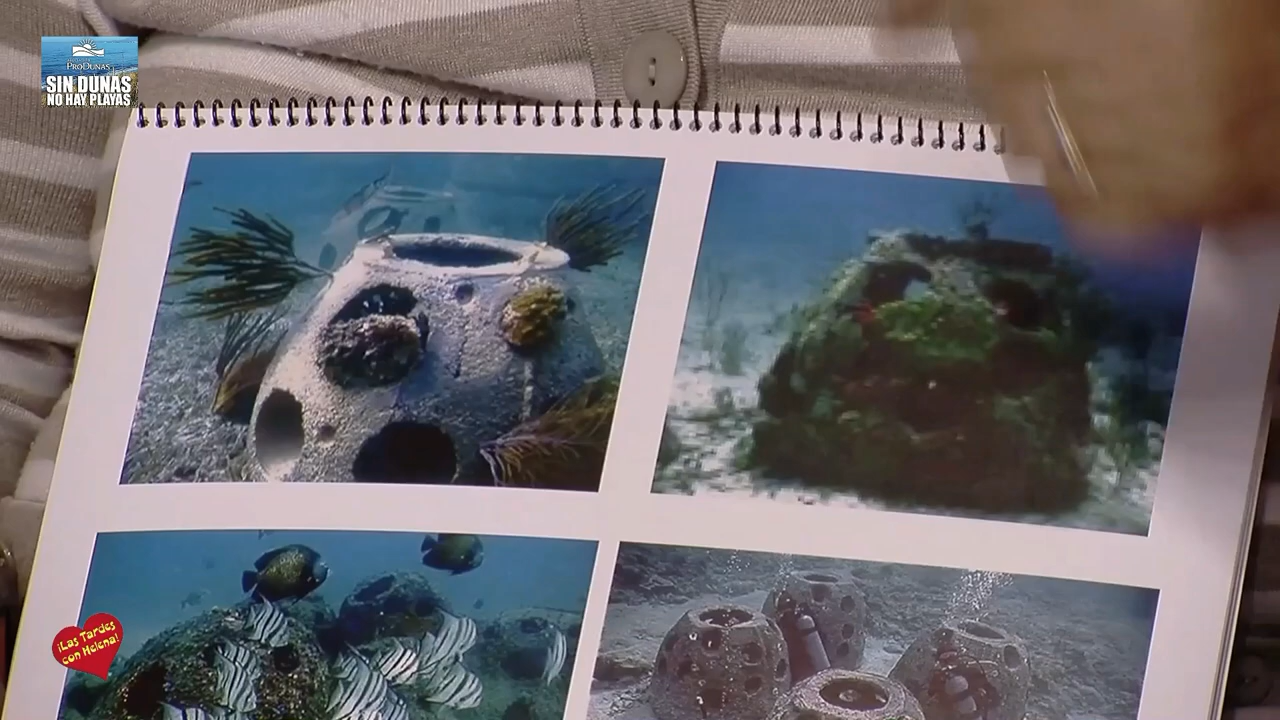 PRODUNAS
SIN DUNAS
NO HAY PLAYAS
¡Las Tardes
con Helena!